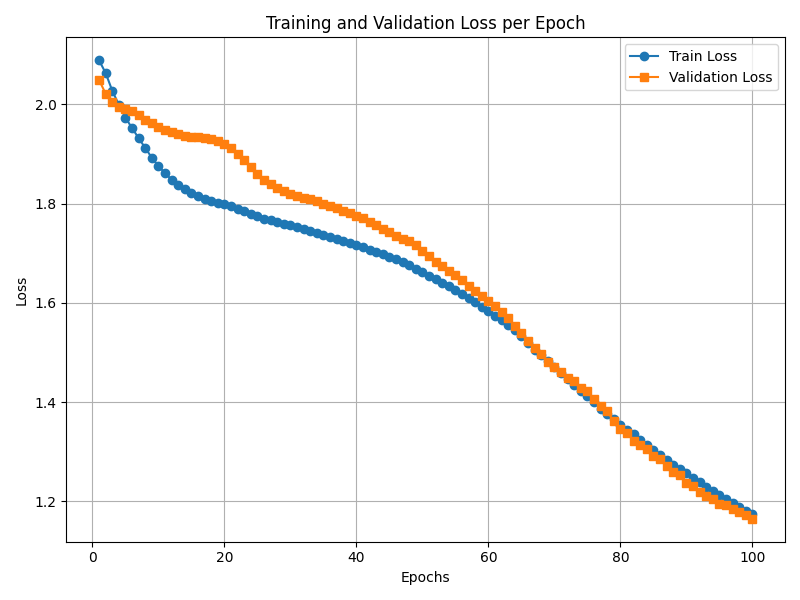 Training and Validation Loss per Epoch
Train Loss
Validation Loss
Loss
2.0
1.8
1.6
1.4
1.2
0 20 40 60 80 100
Epochs